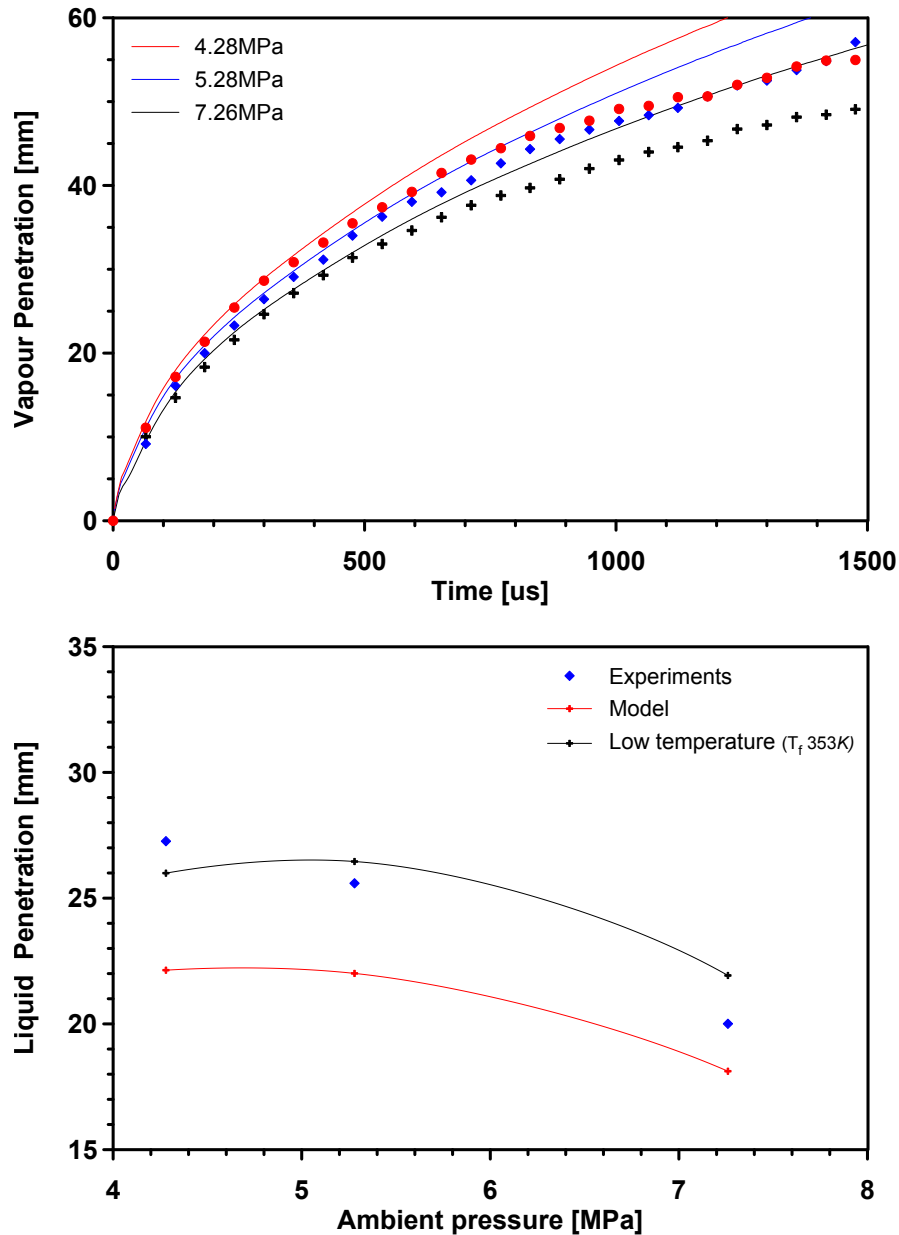 60
40
20
0
Vapour Penetration [mm]
4.28MPa
5.28MPa
7.26MPa
0 500 1000 1500
Time [us]
35
30
25
20
15
Liquid Penetration [mm]
Experiments
Model
Low temperature (Tf 353K)
4 5 6 7 8
Ambient pressure [MPa]